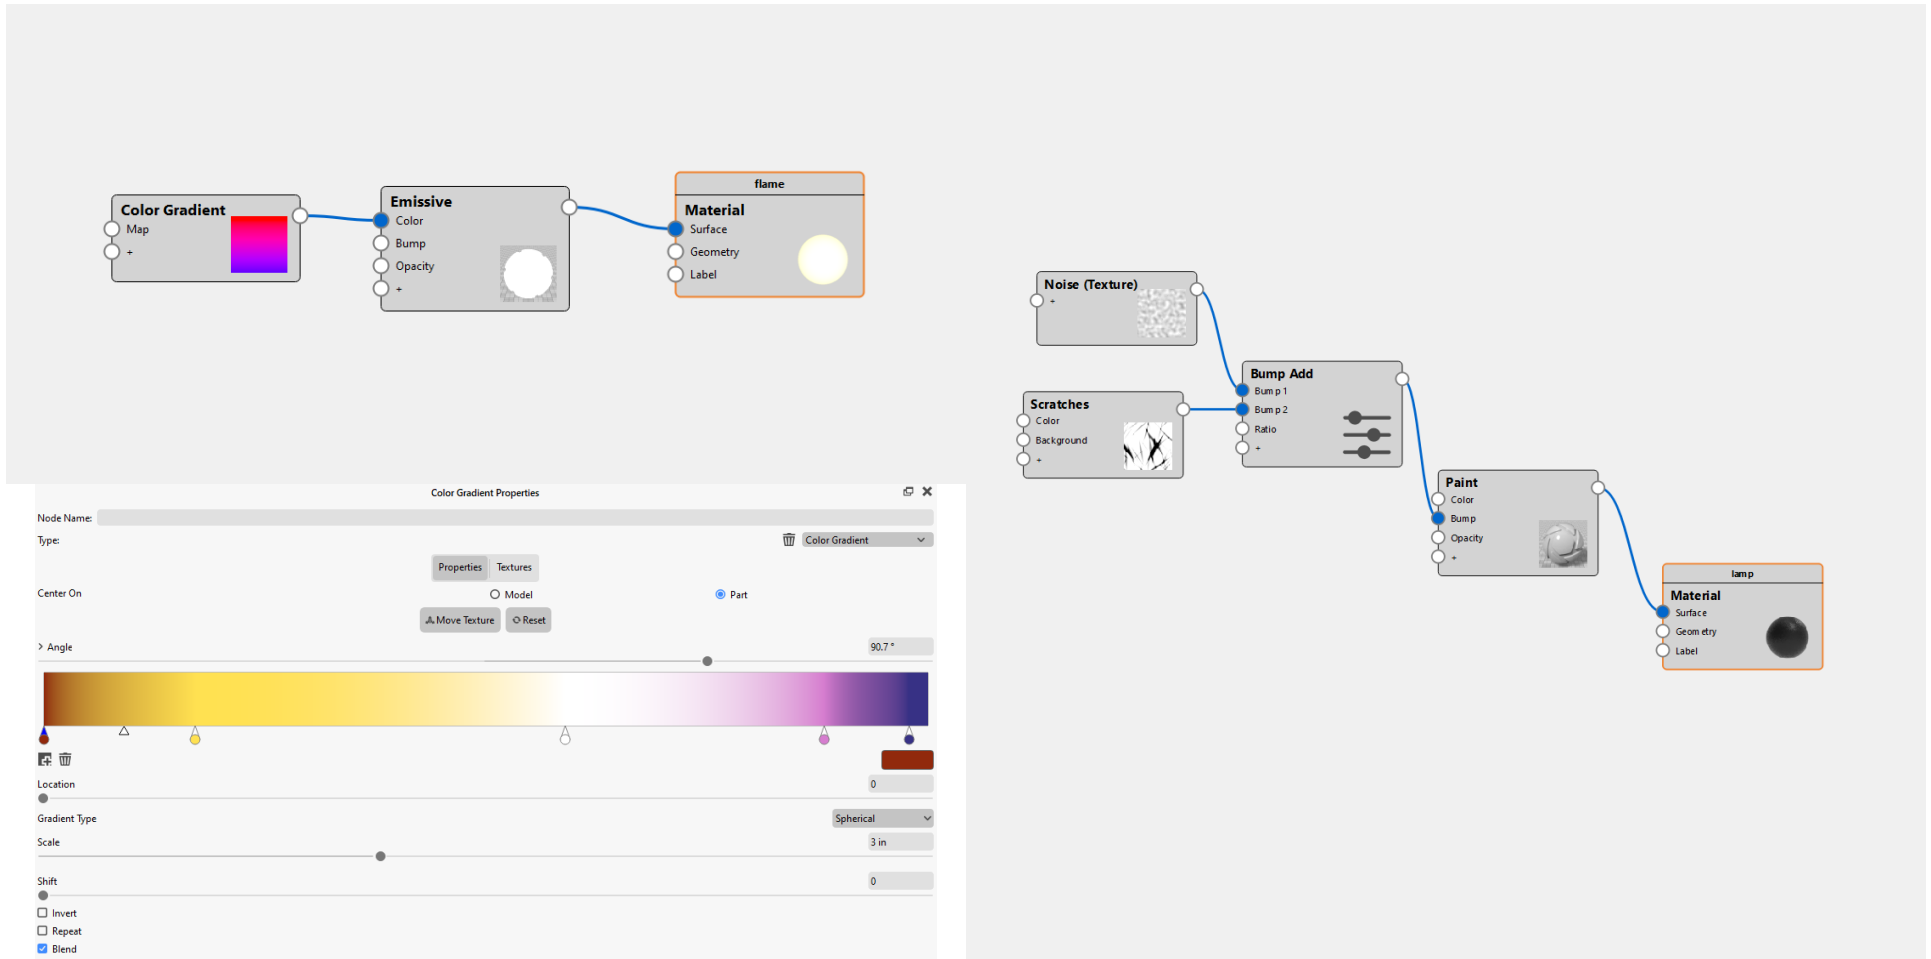 flame
Color Gradient
Map
+
Emissive
Color
Bump
Opacity
+
Material
Surface
Geometry
Label
Noise (Texture)
+
Scratches
Color
Background
+
Bump Add
Bump 1
Bump 2
Ratio
+
Paint
Color
Bump
Opacity
+
lamp
Material
Surface
Geometry
Label
Color Gradient Properties
Node Name:
Type:
Color Gradient
Properties Textures
Center On
Model Part
Move Texture Reset
Angle 90.7 °
Location 0
Gradient Type Spherical
Scale 3 in
Shift 0
Invert
Repeat
Blend